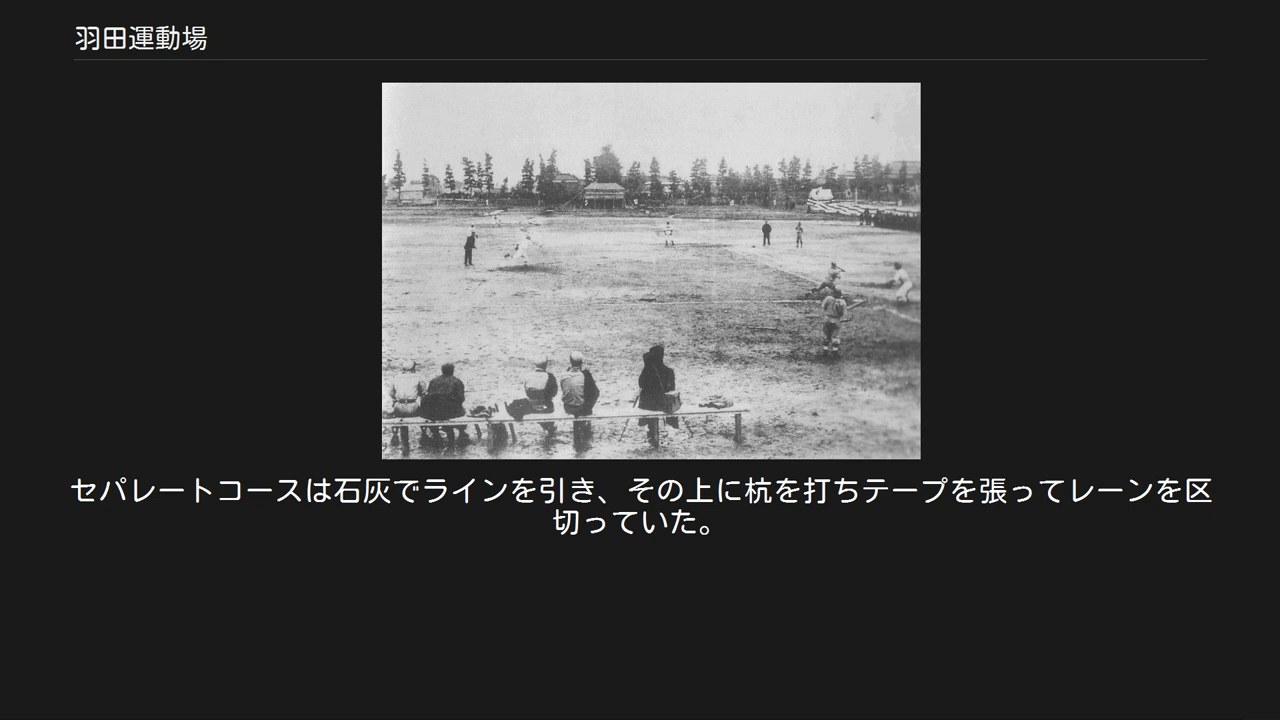 羽田運動場
セパレートコースは石灰でラインを引き、その上に杭を打ちテープを張ってレーンを区
切っていた。